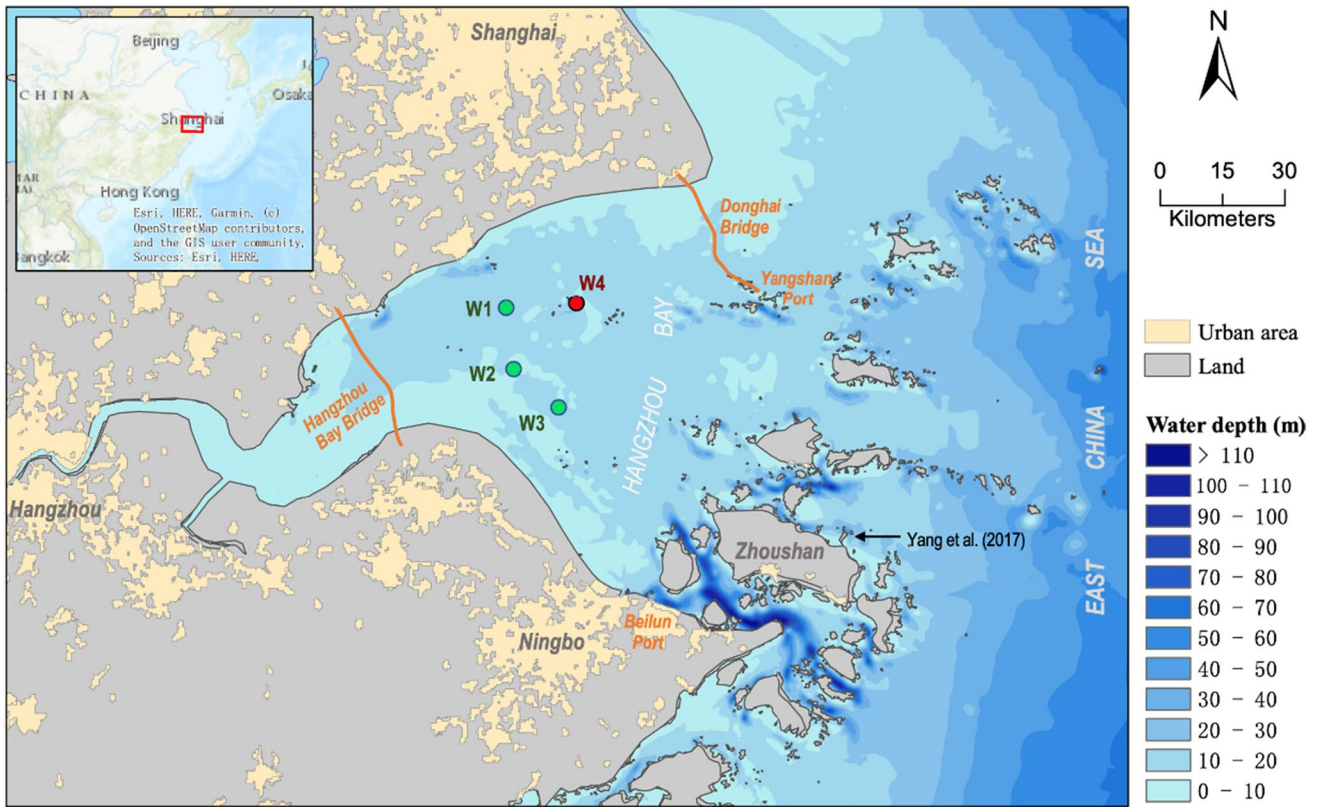 Beijing
CHINA
Osaka
Shanghai
MAR
Hong Kong
Esri, HERE, Garmin, (c)
OpenStreetMap contributors,
and the GIS user community,
Sources: Esri, HERE,
angkok
Shanghai
N
0 15 30
Kilometers
Donghai
Bridge
Yangshan
Port
W1
W4
W2
W3
HANGZHOU BAY
Hangzhou
Bay Bridge
Hangzhou
Zhoushan
Yang et al. (2017)
Beilun
Port
Ningbo
EAST CHINA SEA
Urban area
Land
Water depth (m)
> 110
100 - 110
90 - 100
80 - 90
70 - 80
60 - 70
50 - 60
40 - 50
30 - 40
20 - 30
10 - 20
0 - 10